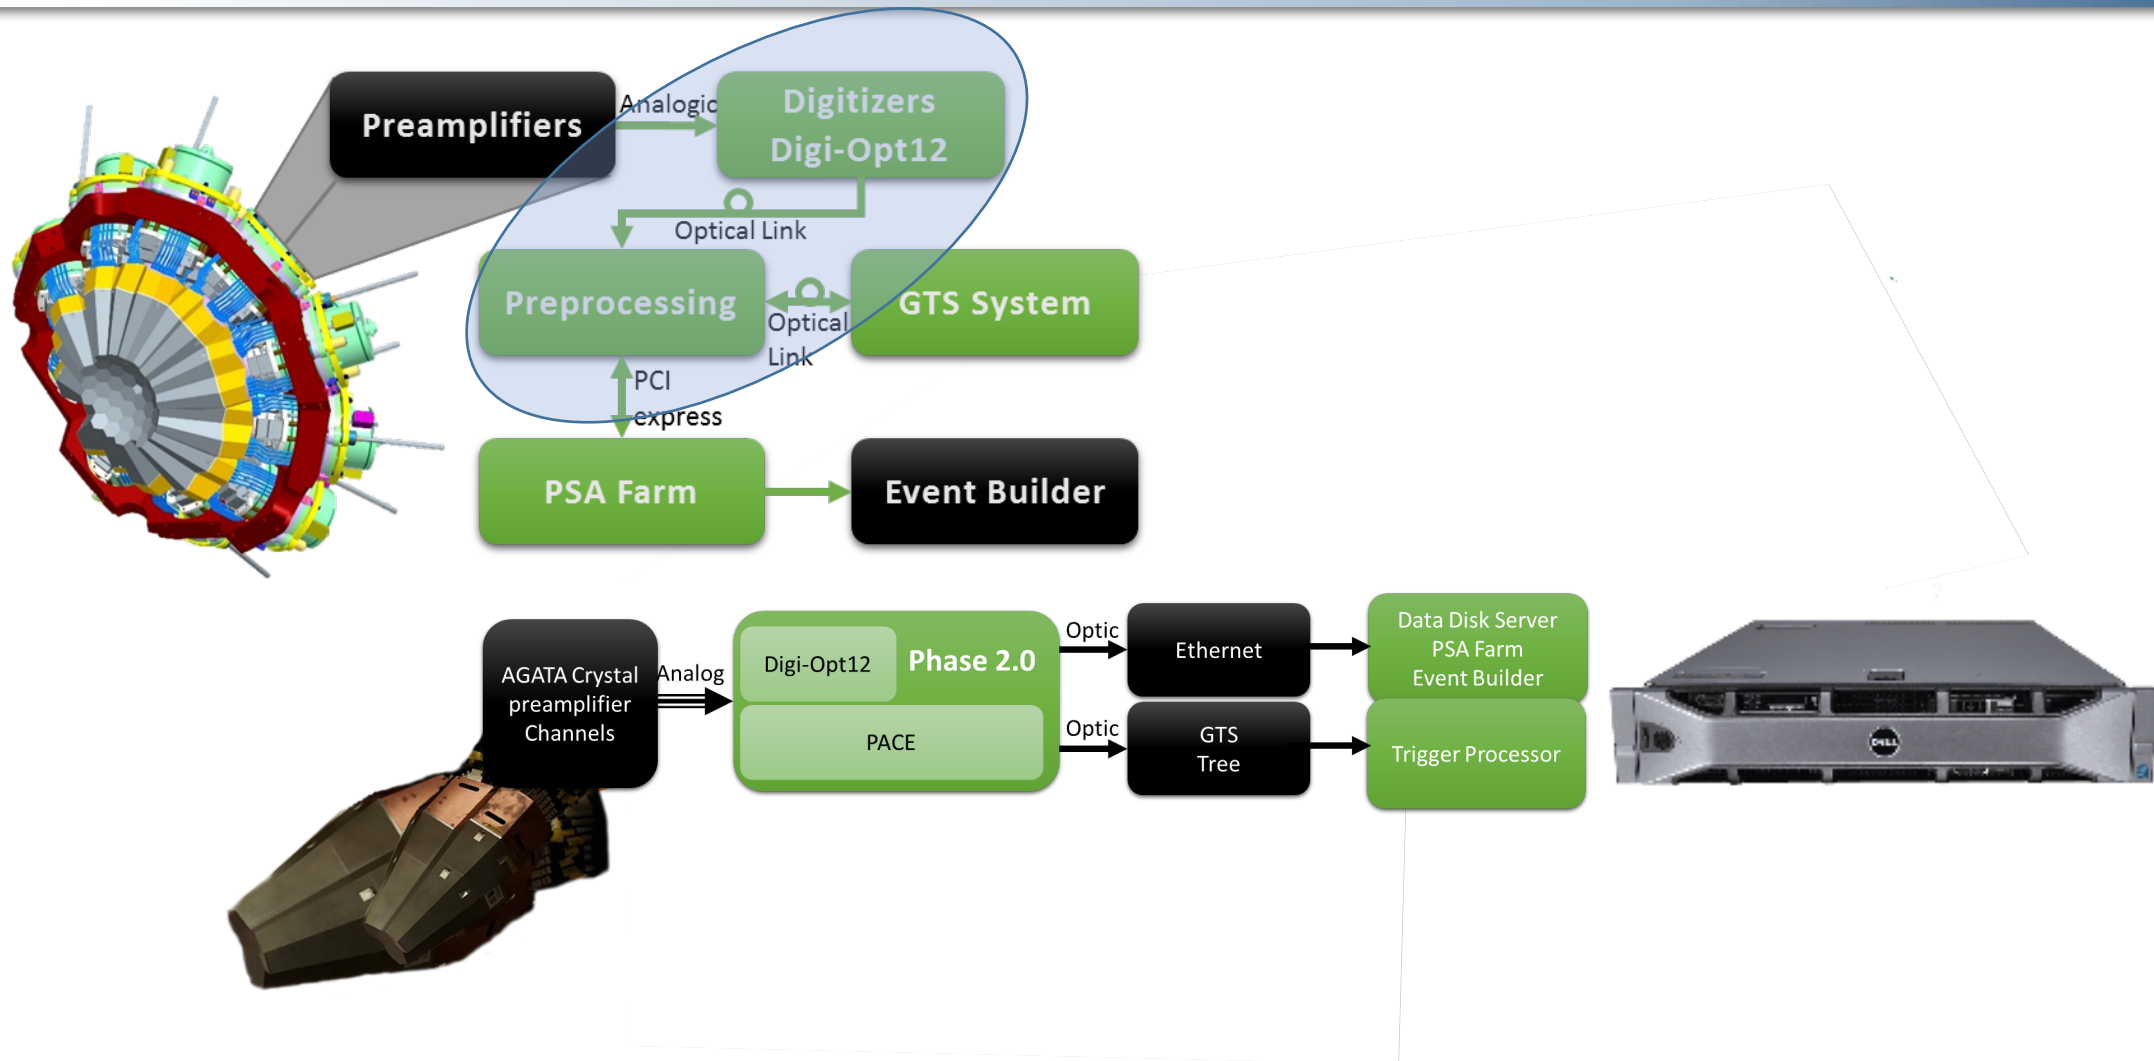 Preamplifiers
Analogic
Digitizers
Digi-Opt12
Optical Link
Preprocessing
Optical
Link
GTS System
PCI
express
PSA Farm
Event Builder
AGATA Crystal
preamplifier
Channels
Analog
Digi-Opt12
Phase 2.0
PACE
Optic
Ethernet
Data Disk Server
PSA Farm
Event Builder
Optic
GTS
Tree
Trigger Processor
DELL